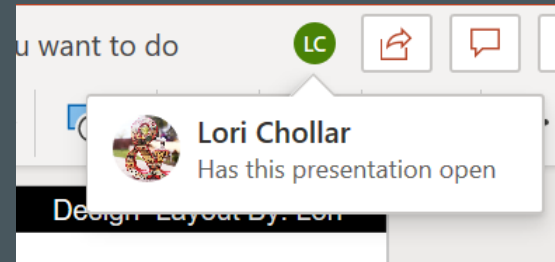 u want to do
LC
Lori Chollar
Has this presentation open
Design Layout By: Lori